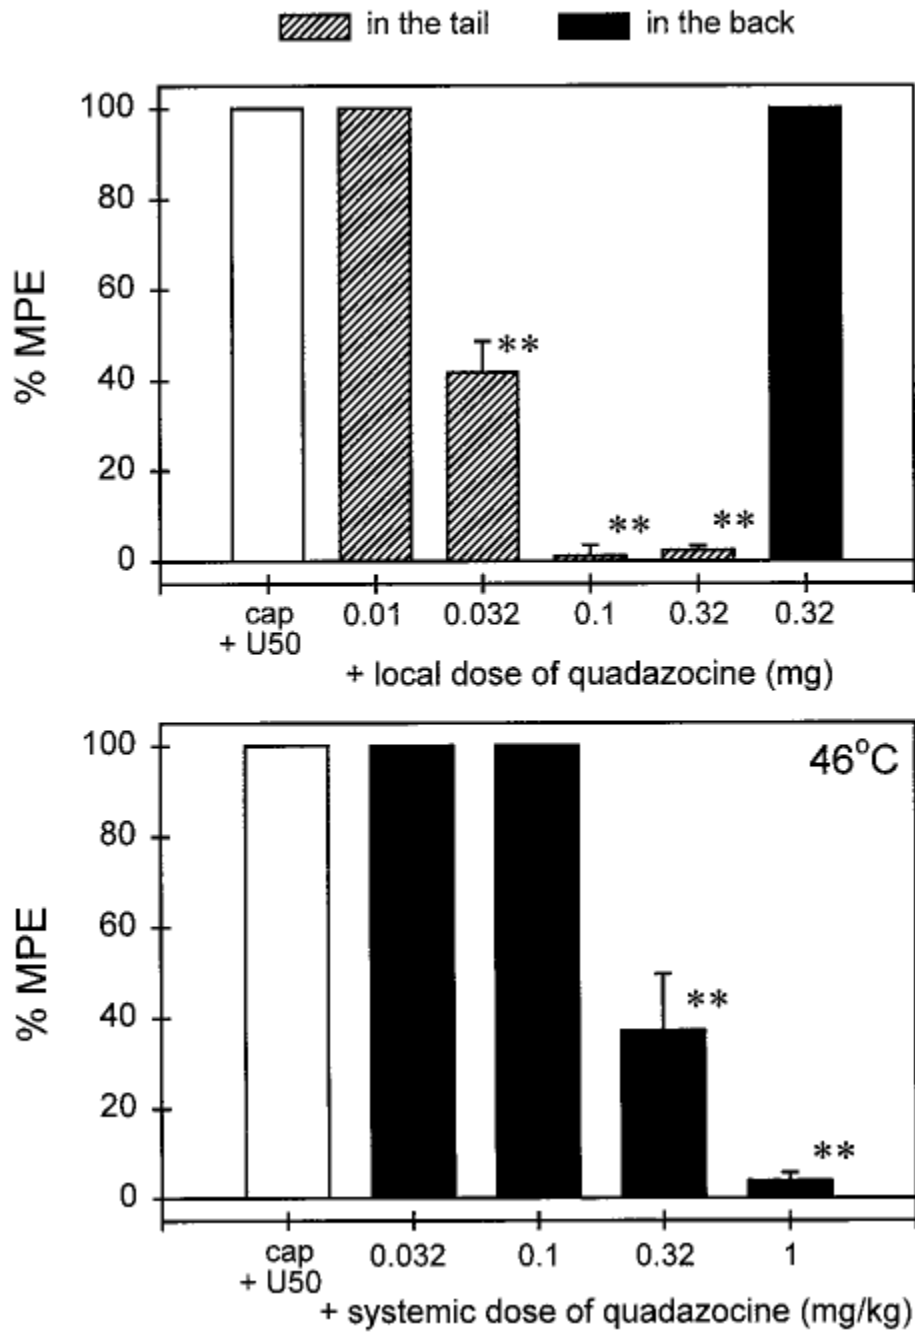 in the tail in the back
100
80
60
40
20
0
% MPE
**
**
**
cap
+ U50
0.01 0.032 0.1 0.32 0.32
+ local dose of quadazocine (mg)
46°C
100
80
60
40
20
0
% MPE
**
**
cap
+ U50
0.032 0.1 0.32 1
+ systemic dose of quadazocine (mg/kg)